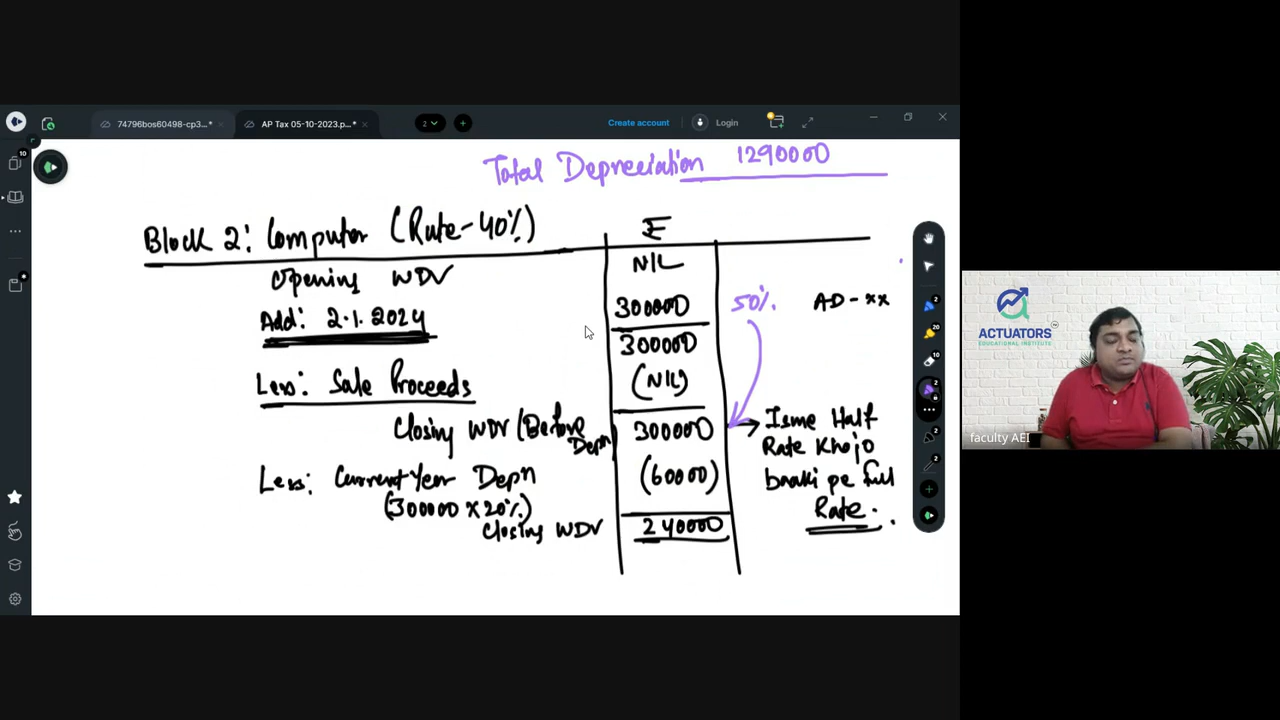 74796bos60498-cp3...*
AP Tax 05-10-2023.p...*
2
Create account
Login
Total Depreciation 1290000
Block 2: Computer (Rate-40%) ₹
Opening WDV NIL
Add: 2.1.2024 300000 50% AD-xx
300000
Less: Sale Proceeds (NIL)
Closing WDV (Before Depn) 300000 → Isme Half
Rate Khojo
Less: Current Year Depn (60000) baaki pe full
(300000 x 20%) Rate.
Closing WDV 240000
ACTUATORS
EDUCATIONAL INSTITUTE
faculty AEI